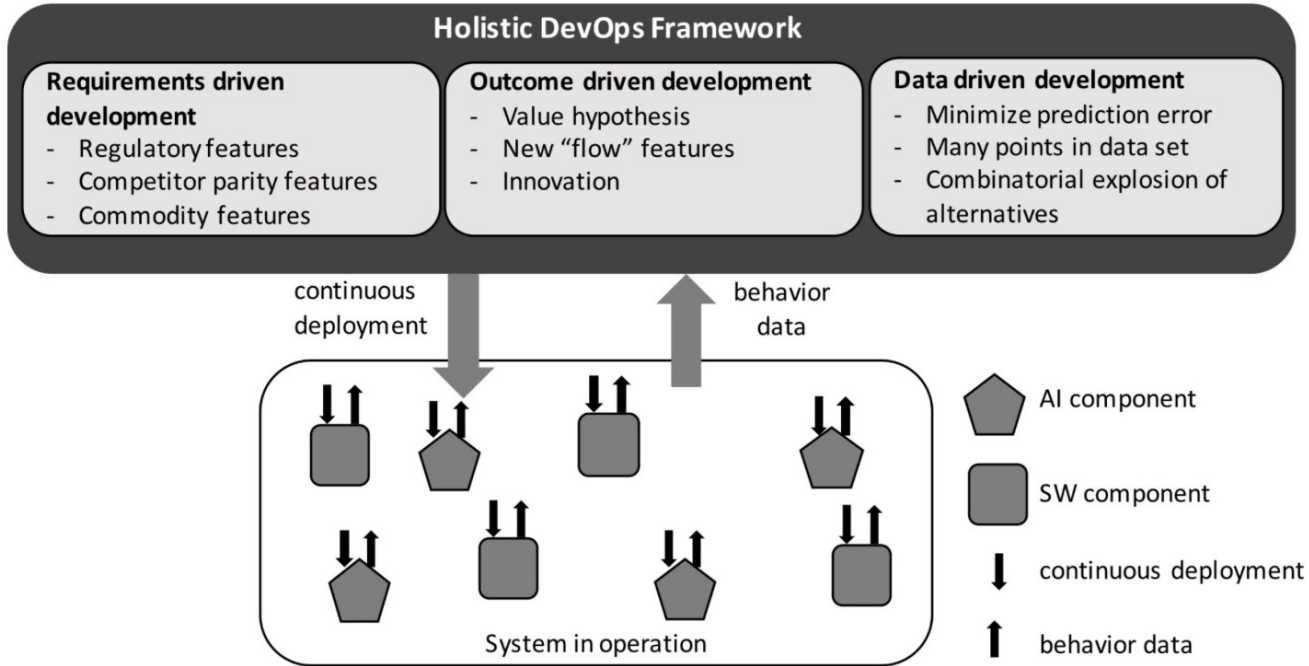 Holistic DevOps Framework
Requirements driven
development
- Regulatory features
- Competitor parity features
- Commodity features
Outcome driven development
- Value hypothesis
- New “flow” features
- Innovation
Data driven development
- Minimize prediction error
- Many points in data set
- Combinatorial explosion of
alternatives
continuous
deployment
behavior
data
System in operation
AI component
SW component
continuous deployment
behavior data